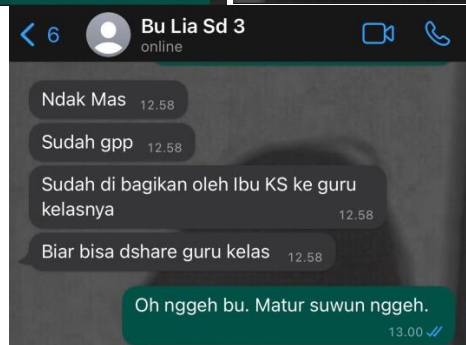 6
Bu Lia Sd 3
online
Ndak Mas 12.58
Sudah gpp 12.58
Sudah di bagikan oleh Ibu KS ke guru
kelasnya 12.58
Biar bisa dshare guru kelas 12.58
Oh nggeh bu. Matur suwun nggeh.
13.00